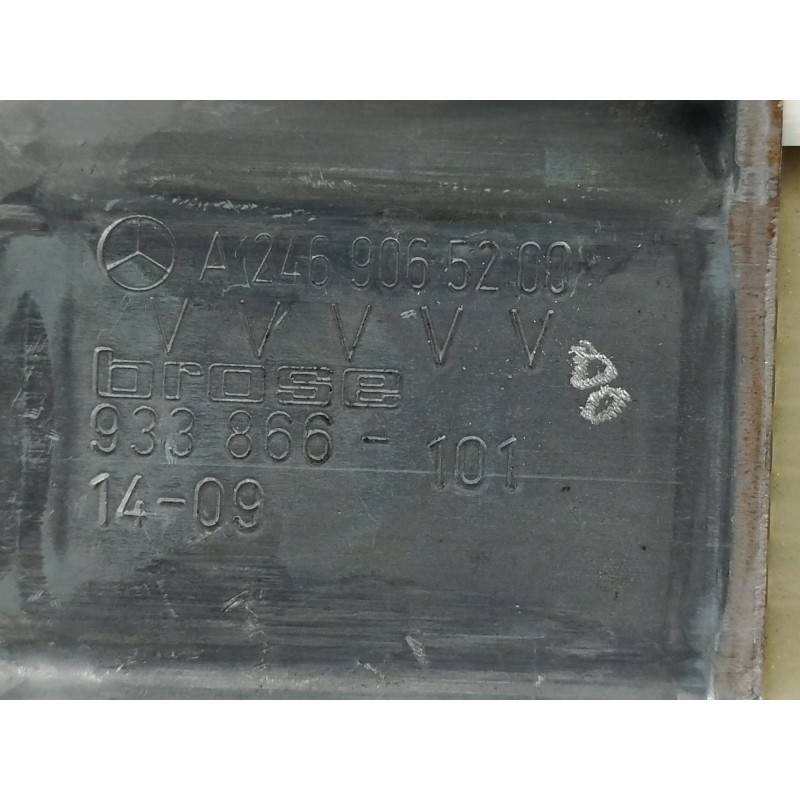 A 246 906 52 00
V V V V V
brose
933 866 - 101
14-09